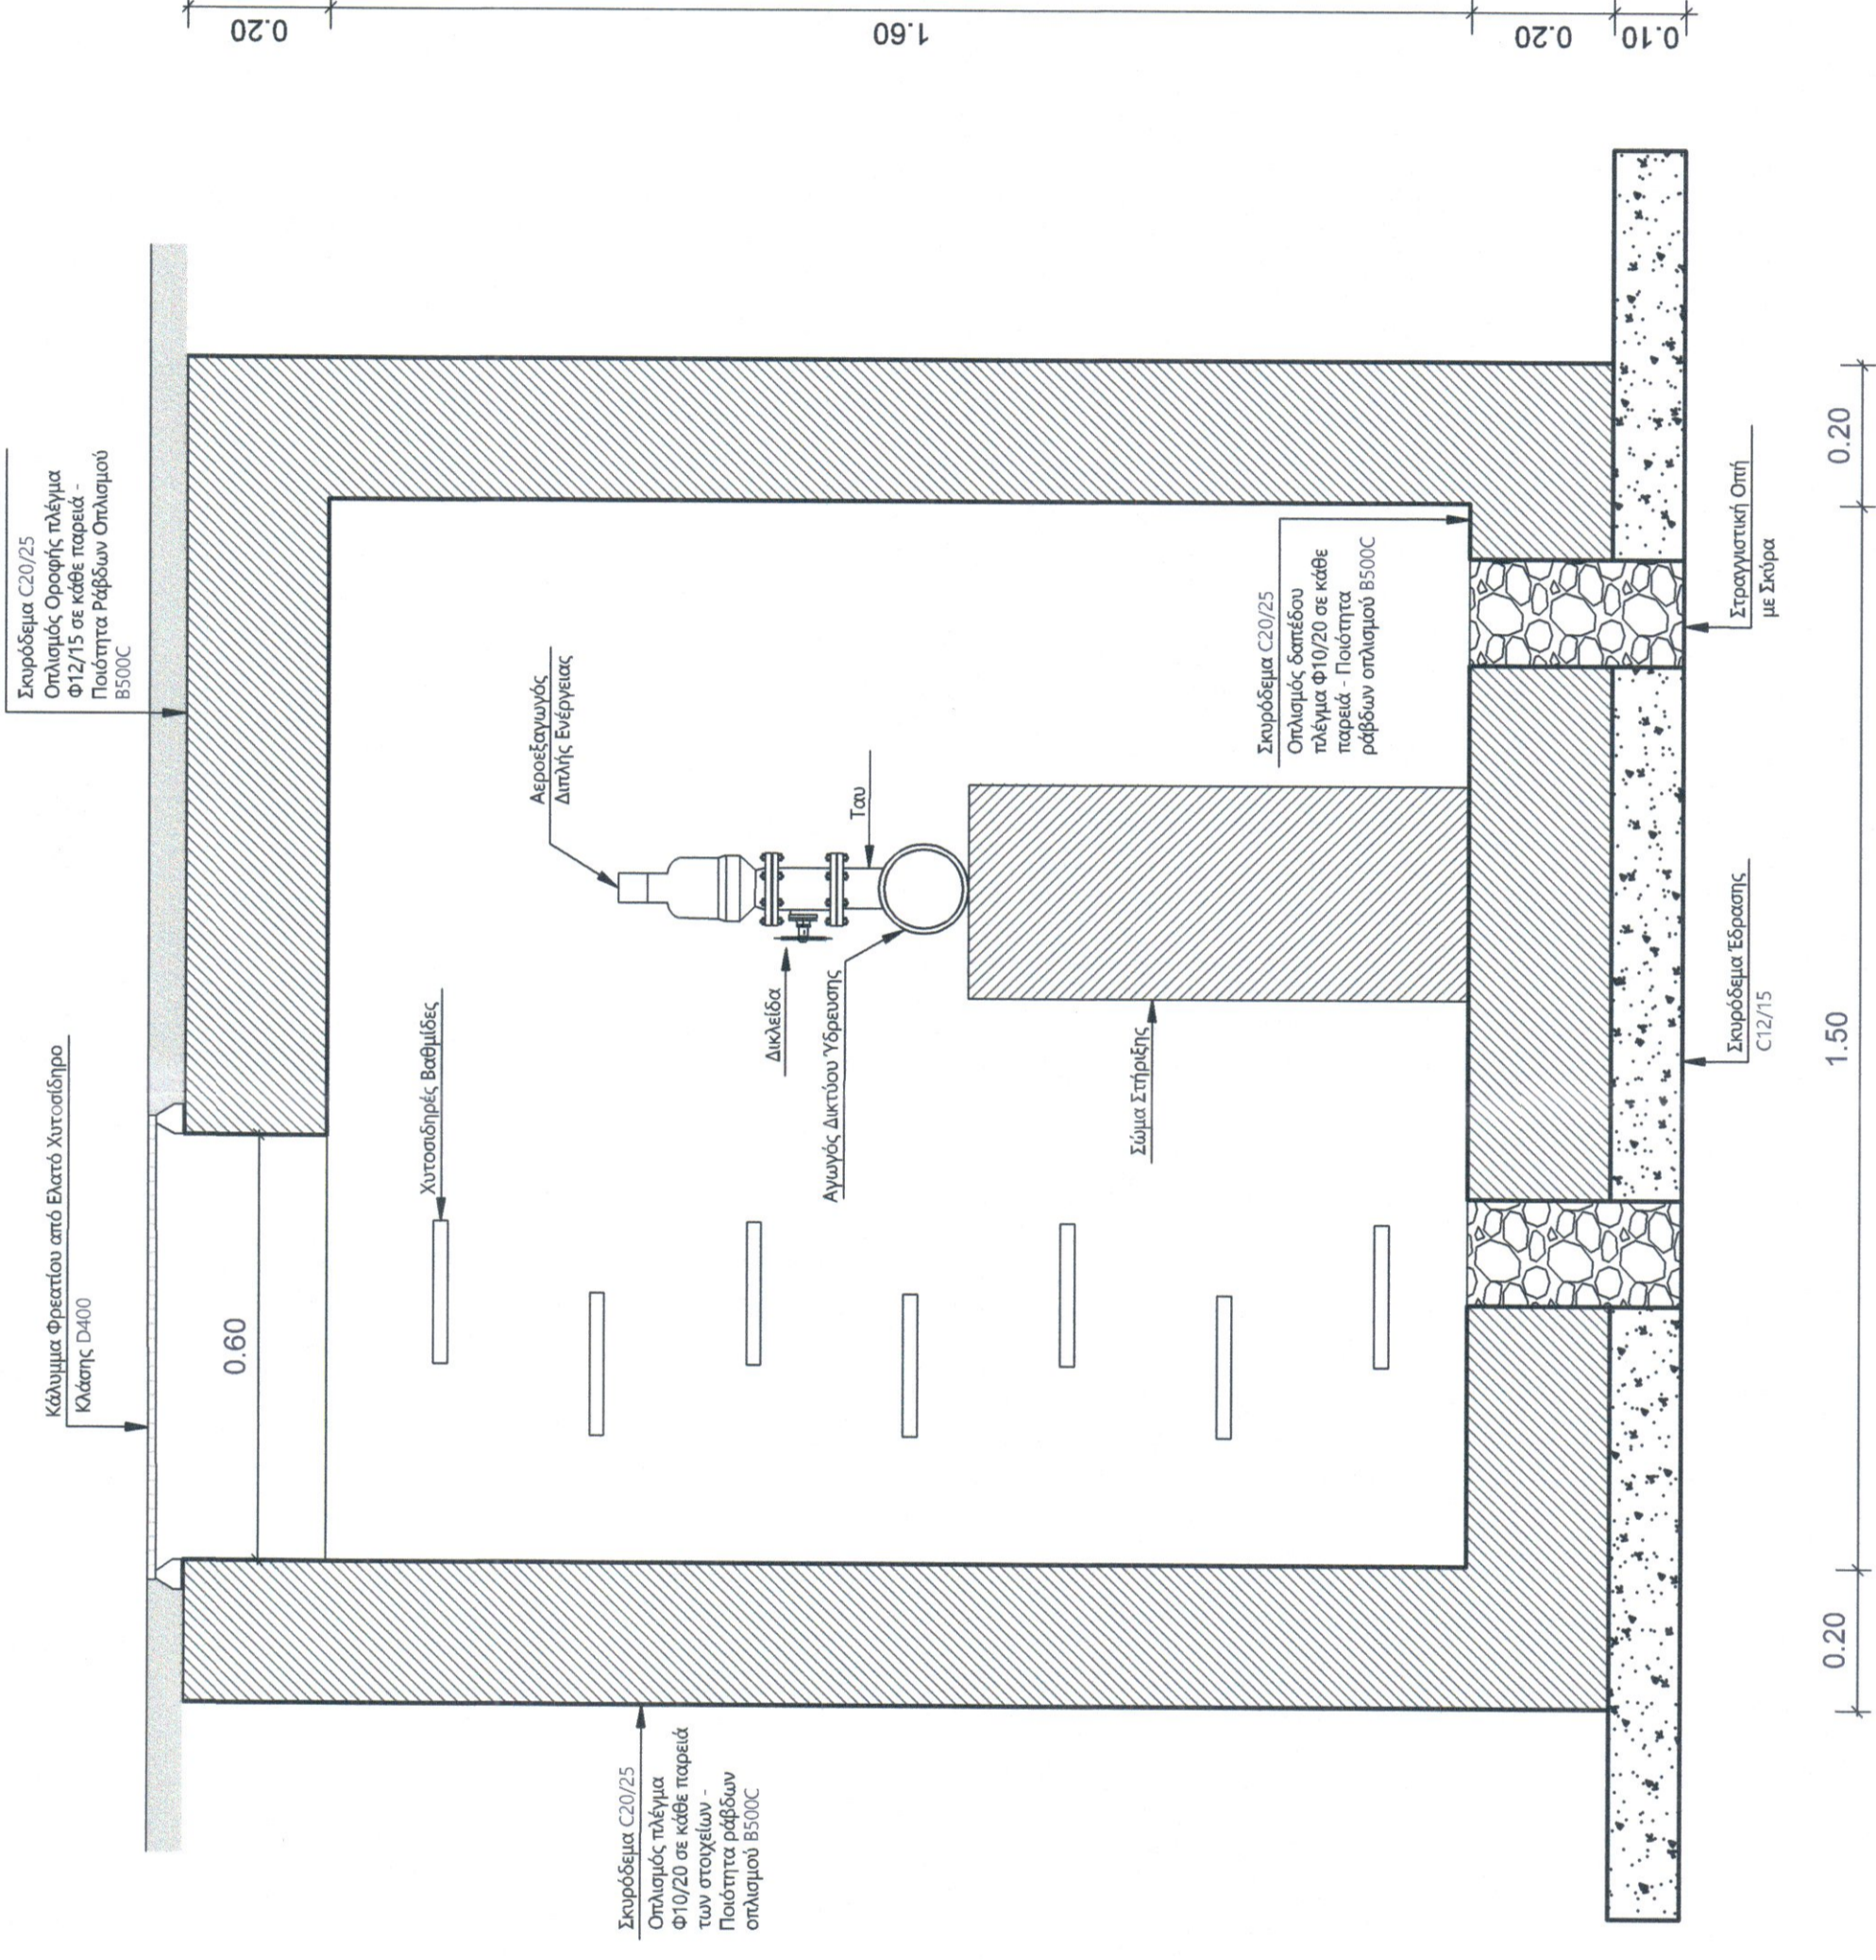 Σκυρόδεμα C20/25
Οπλισμός Οροφής πλέγμα
Φ12/15 σε κάθε παρειά -
Ποιότητα Ράβδων Οπλισμού
B500C
Κάλυμμα Φρεατίου από Ελατό Χυτοσίδηρο
Κλάσης D400
0.60
Χυτοσιδηρές Βαθμίδες
Αεροεξαγωγός
Διπλής Ενέργειας
Δικλείδα
Ταυ
Αγωγός Δικτύου Ύδρευσης
Σώμα Στήριξης
Σκυρόδεμα C20/25
Οπλισμός δαπέδου
πλέγμα Φ10/20 σε κάθε
παρειά - Ποιότητα
ράβδων οπλισμού B500C
Σκυρόδεμα C20/25
Οπλισμός πλέγμα
Φ10/20 σε κάθε παρειά
των στοιχείων -
Ποιότητα ράβδων
οπλισμού B500C
Στραγγιστική Οπή
με Σκύρα
Σκυρόδεμα Έδρασης
C12/15
0.20
1.50
0.20
0.20
1.60
0.20
0.10